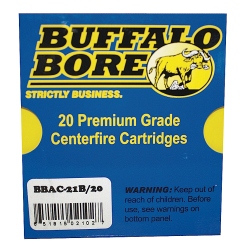 BUFFALO
BORE
STRICTLY BUSINESS.
20 Premium Grade
Centerfire Cartridges
BBAC-21B/20
WARNING: Keep out of
reach of children. Before
use, see warnings on
bottom panel.